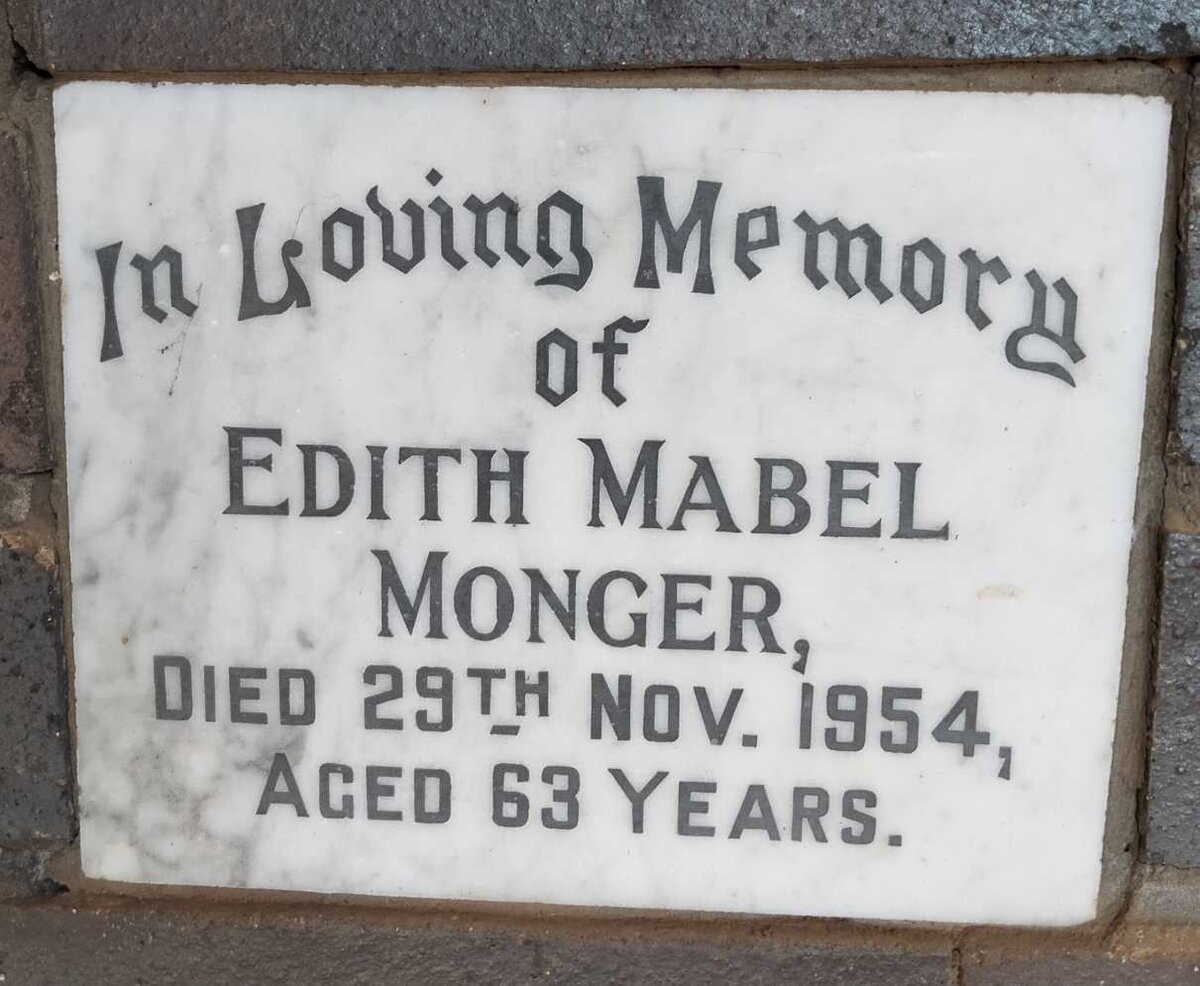 In Loving Memory
of
EDITH MABEL
MONGER,
DIED 29TH NOV. 1954,
AGED 63 YEARS.